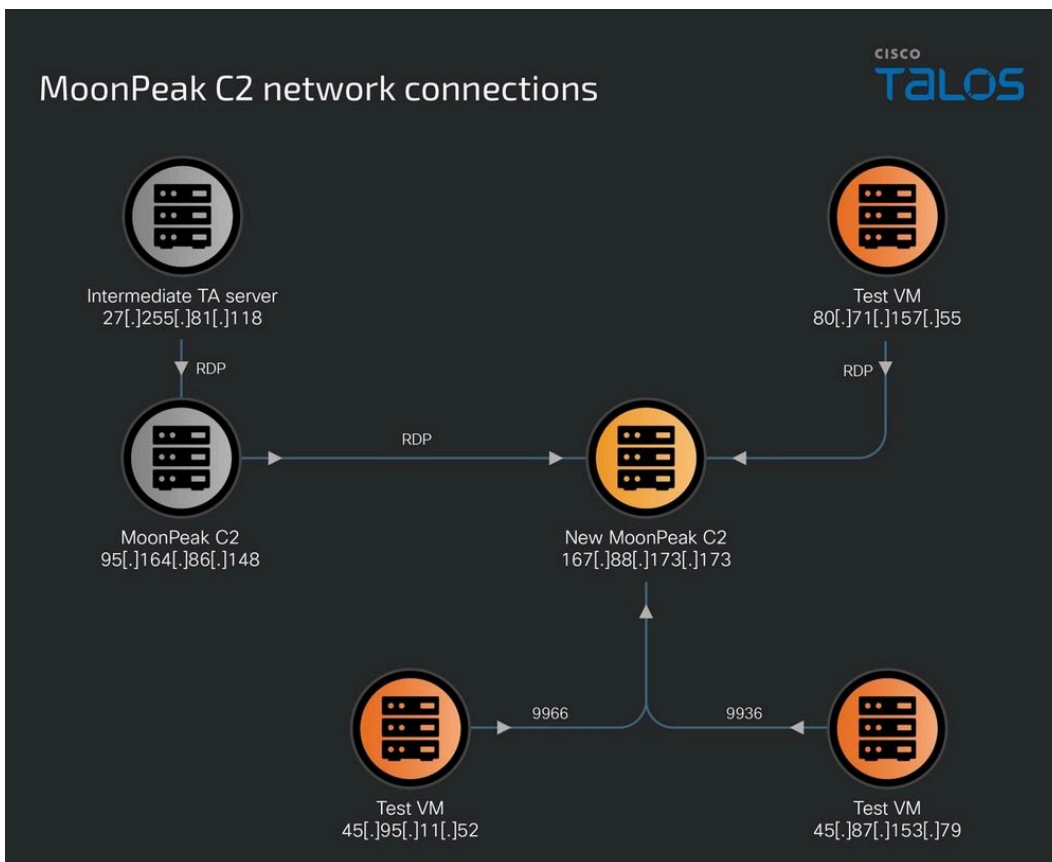 MoonPeak C2 network connections
CISCO
TALOS
Intermediate TA server
27[.]255[.]81[.]118
Test VM
80[.]71[.]157[.]55
RDP
RDP
RDP
MoonPeak C2
95[.]164[.]86[.]148
New MoonPeak C2
167[.]88[.]173[.]173
9966
9936
Test VM
45[.]95[.]11[.]52
Test VM
45[.]87[.]153[.]79